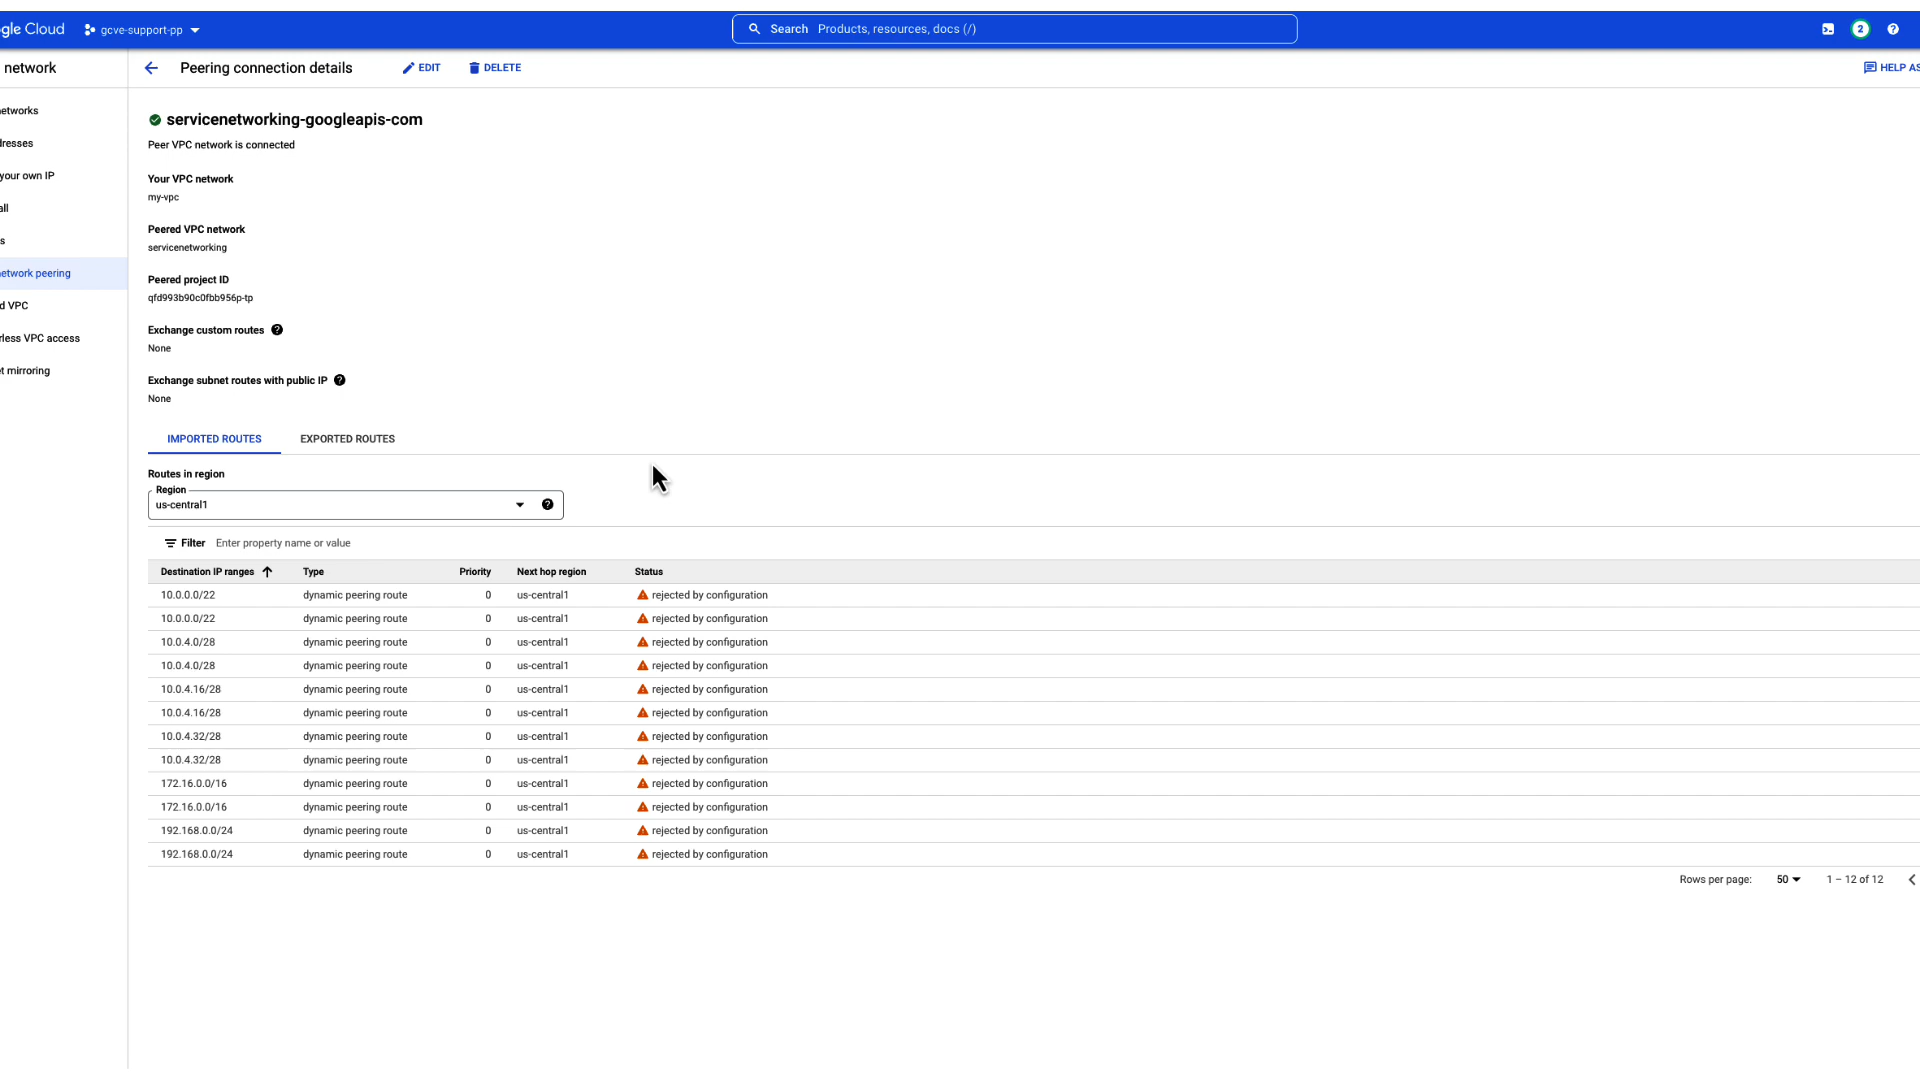 gle Cloud
gcve-support-pp
Search Products, resources, docs (/)
2
network
Peering connection details
EDIT
DELETE
HELP AS
etworks
dresses
your own IP
all
s
etwork peering
d VPC
rless VPC access
t mirroring
servicenetworking-googleapis-com
Peer VPC network is connected
Your VPC network
my-vpc
Peered VPC network
servicenetworking
Peered project ID
qfd993b90c0fbb956p-tp
Exchange custom routes
None
Exchange subnet routes with public IP
None
IMPORTED ROUTES EXPORTED ROUTES
Routes in region
Region
us-central1
Filter Enter property name or value
Destination IP ranges Type Priority Next hop region Status
10.0.0.0/22 dynamic peering route 0 us-central1 rejected by configuration
10.0.0.0/22 dynamic peering route 0 us-central1 rejected by configuration
10.0.4.0/28 dynamic peering route 0 us-central1 rejected by configuration
10.0.4.0/28 dynamic peering route 0 us-central1 rejected by configuration
10.0.4.16/28 dynamic peering route 0 us-central1 rejected by configuration
10.0.4.16/28 dynamic peering route 0 us-central1 rejected by configuration
10.0.4.32/28 dynamic peering route 0 us-central1 rejected by configuration
10.0.4.32/28 dynamic peering route 0 us-central1 rejected by configuration
172.16.0.0/16 dynamic peering route 0 us-central1 rejected by configuration
172.16.0.0/16 dynamic peering route 0 us-central1 rejected by configuration
192.168.0.0/24 dynamic peering route 0 us-central1 rejected by configuration
192.168.0.0/24 dynamic peering route 0 us-central1 rejected by configuration
Rows per page: 50 1 – 12 of 12